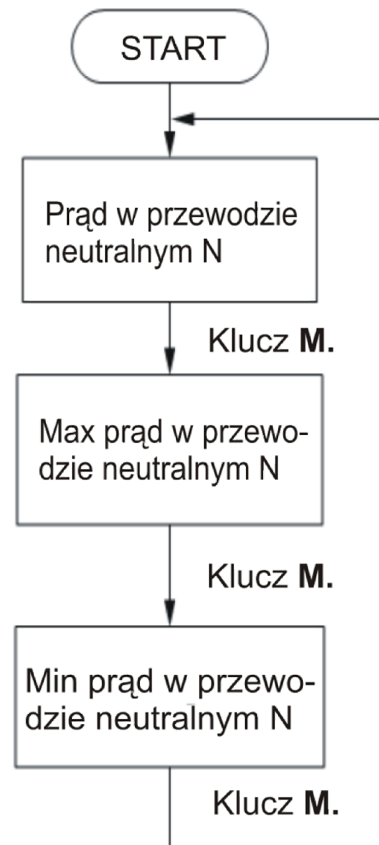 START
Prąd w przewodzie
neutralnym N
Klucz M.
Max prąd w przewo-
dzie neutralnym N
Klucz M.
Min prąd w przewo-
dzie neutralnym N
Klucz M.